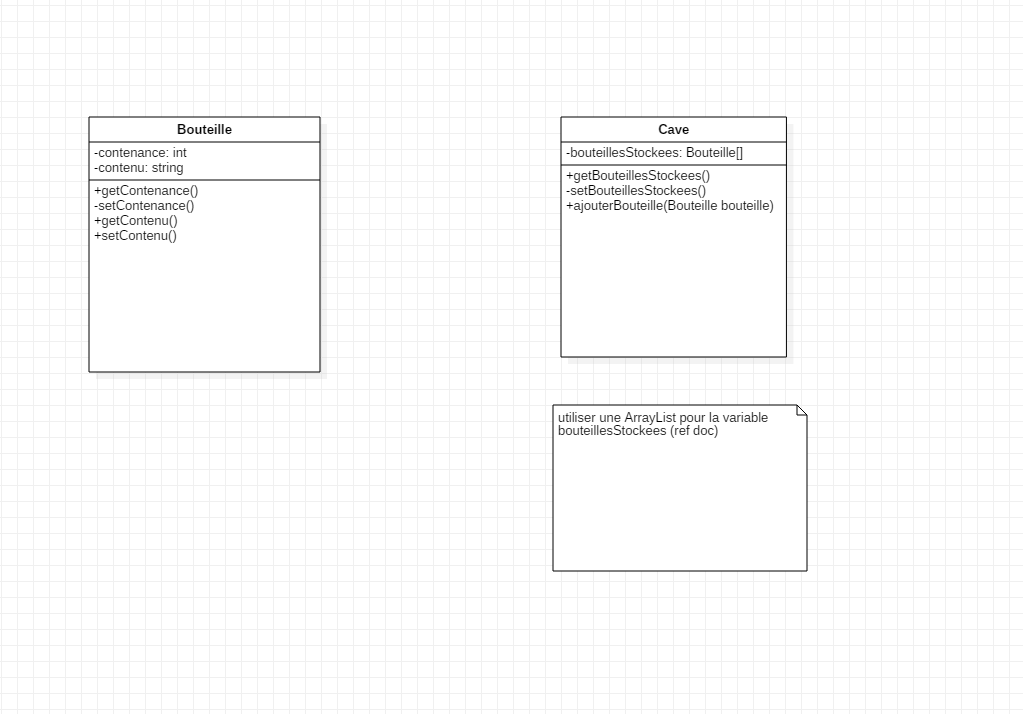 Bouteille
-contenance: int
-contenu: string
+getContenance()
-setContenance()
+getContenu()
+setContenu()
Cave
-bouteillesStockees: Bouteille[]
+getBouteillesStockees()
-setBouteillesStockees()
+ajouterBouteille(Bouteille bouteille)
utiliser une ArrayList pour la variable
bouteillesStockees (ref doc)